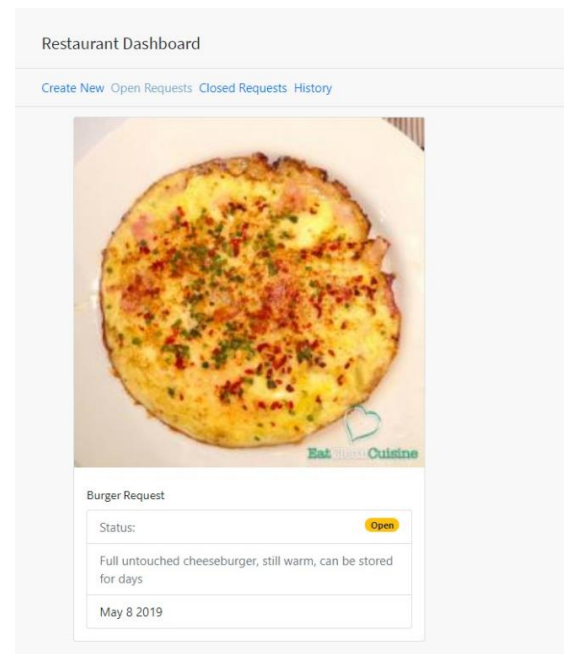 Restaurant Dashboard
Create New Open Requests Closed Requests History
Eat Cuisine
Burger Request
Status: Open
Full untouched cheeseburger, still warm, can be stored
for days
May 8 2019